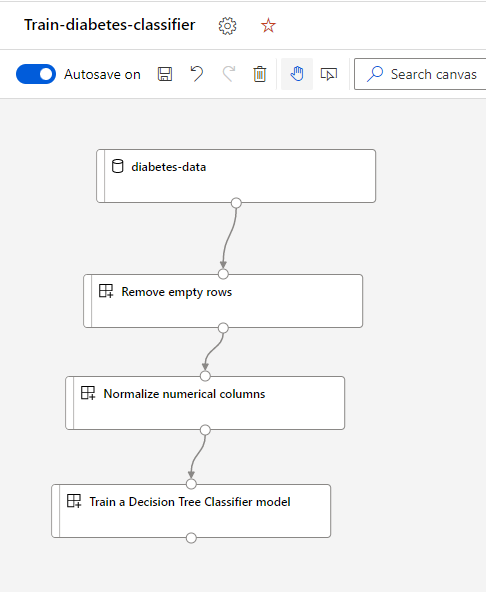 Train-diabetes-classifier
Autosave on
Search canvas
diabetes-data
Remove empty rows
Normalize numerical columns
Train a Decision Tree Classifier model